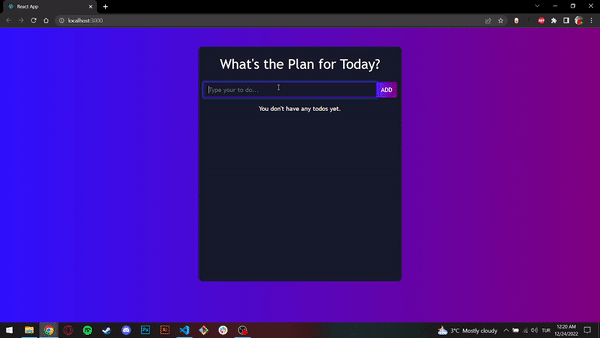 React App
localhost:3000
What's the Plan for Today?
Type your to do...
ADD
You don't have any todos yet.
3°C Mostly cloudy
TUR
12:20 AM
12/24/2022